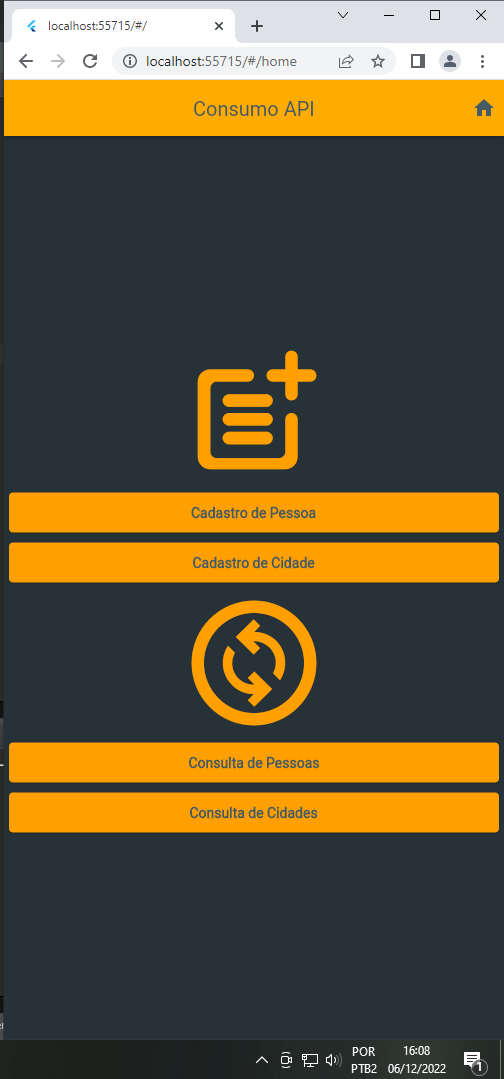 localhost:55715/#/
localhost:55715/#/home
Consumo API
Cadastro de Pessoa
Cadastro de Cidade
Consulta de Pessoas
Consulta de Cidades
POR
PTB2
16:08
06/12/2022
1